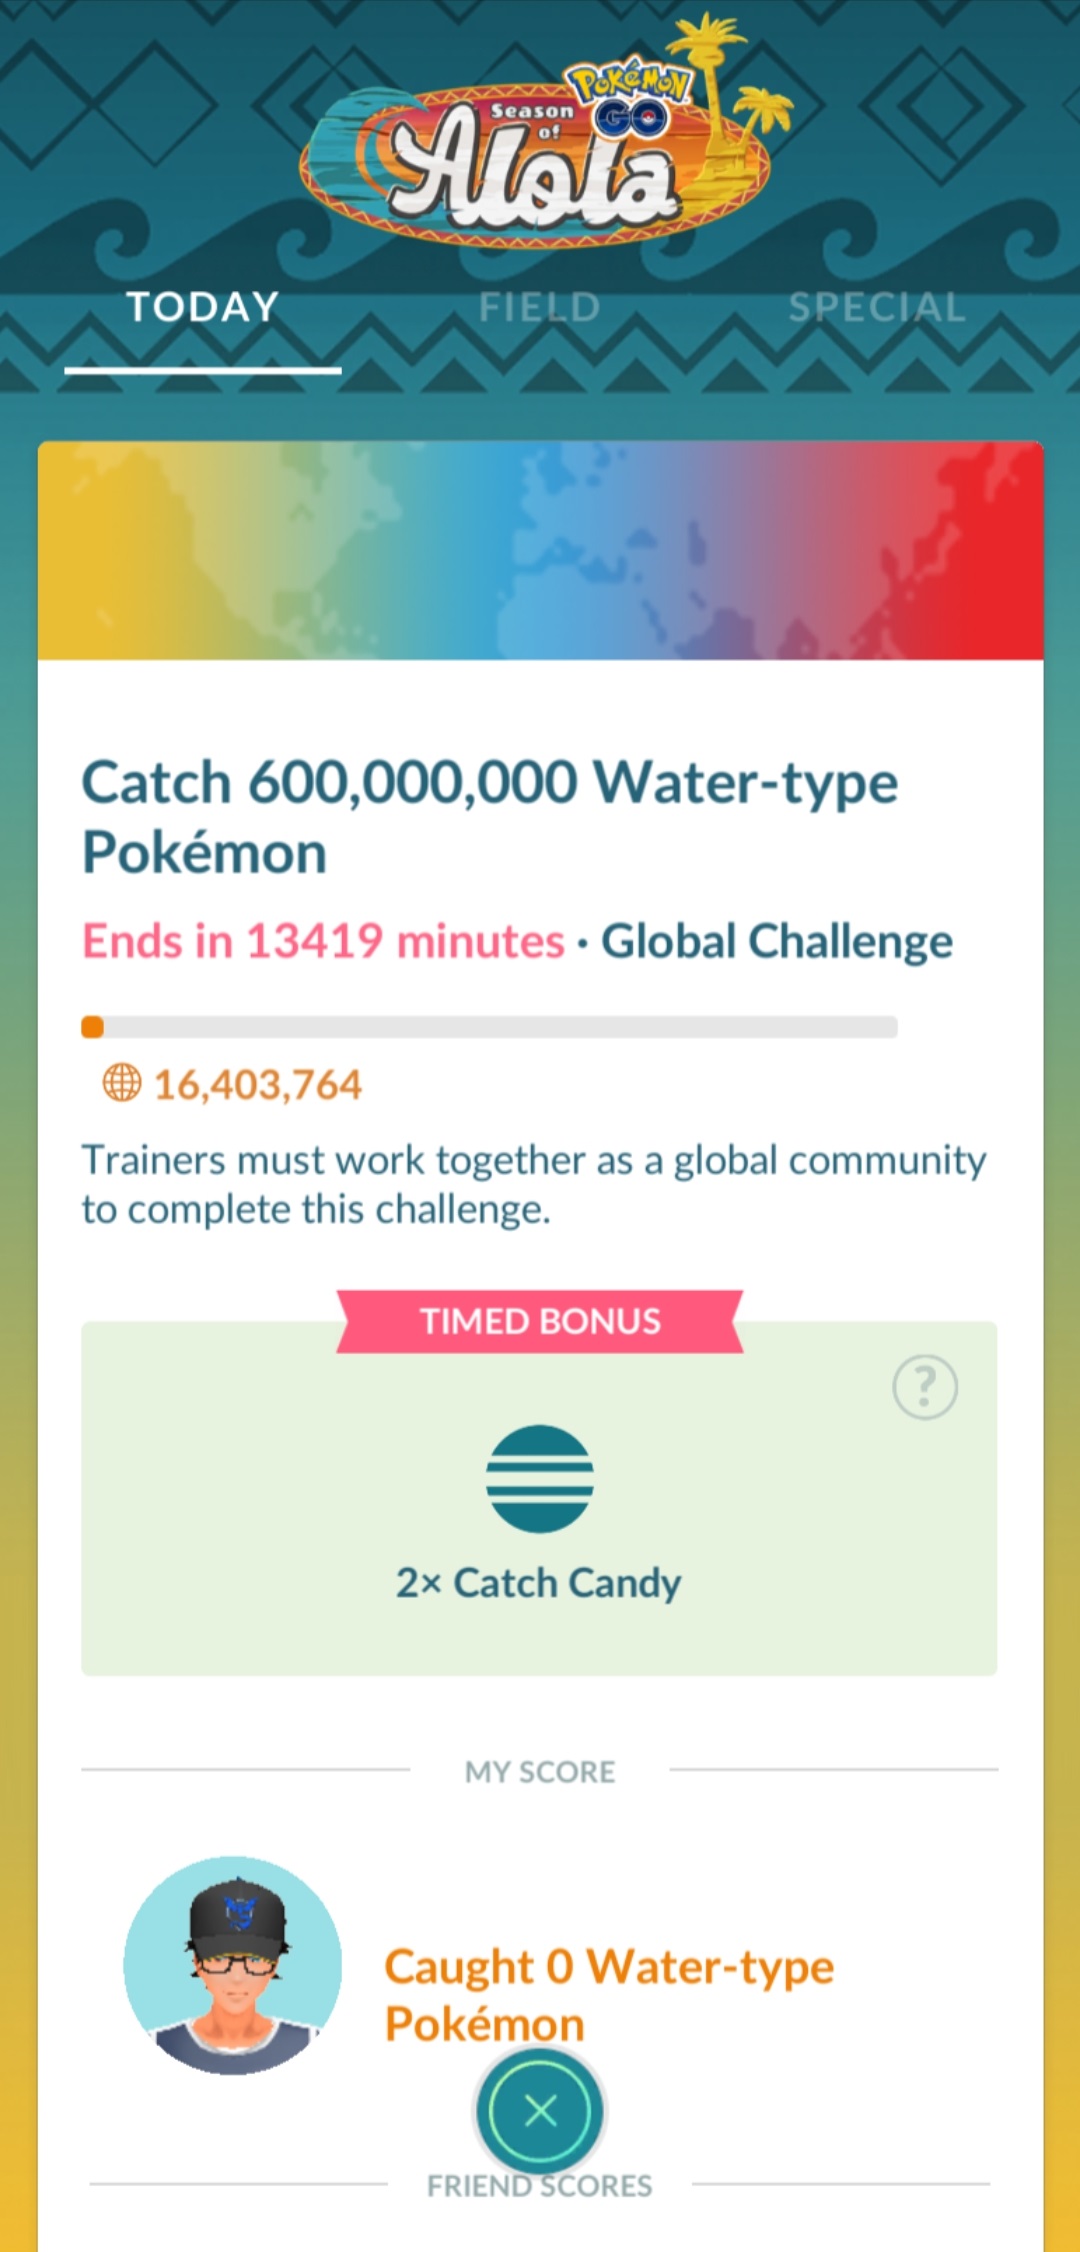 POKÉMON
GO
Season
of
Alola
TODAY
FIELD
SPECIAL
Catch 600,000,000 Water-type
Pokémon
Ends in 13419 minutes · Global Challenge
16,403,764
Trainers must work together as a global community
to complete this challenge.
TIMED BONUS
?
2× Catch Candy
MY SCORE
Caught 0 Water-type
Pokémon
FRIEND SCORES